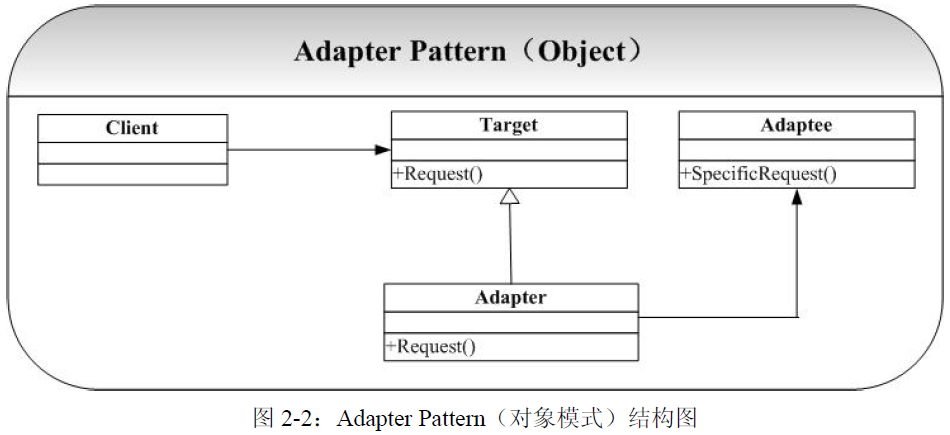 Adapter Pattern（Object）
Client
Target
+Request()
Adaptee
+SpecificRequest()
Adapter
+Request()
图 2-2：Adapter Pattern（对象模式）结构图